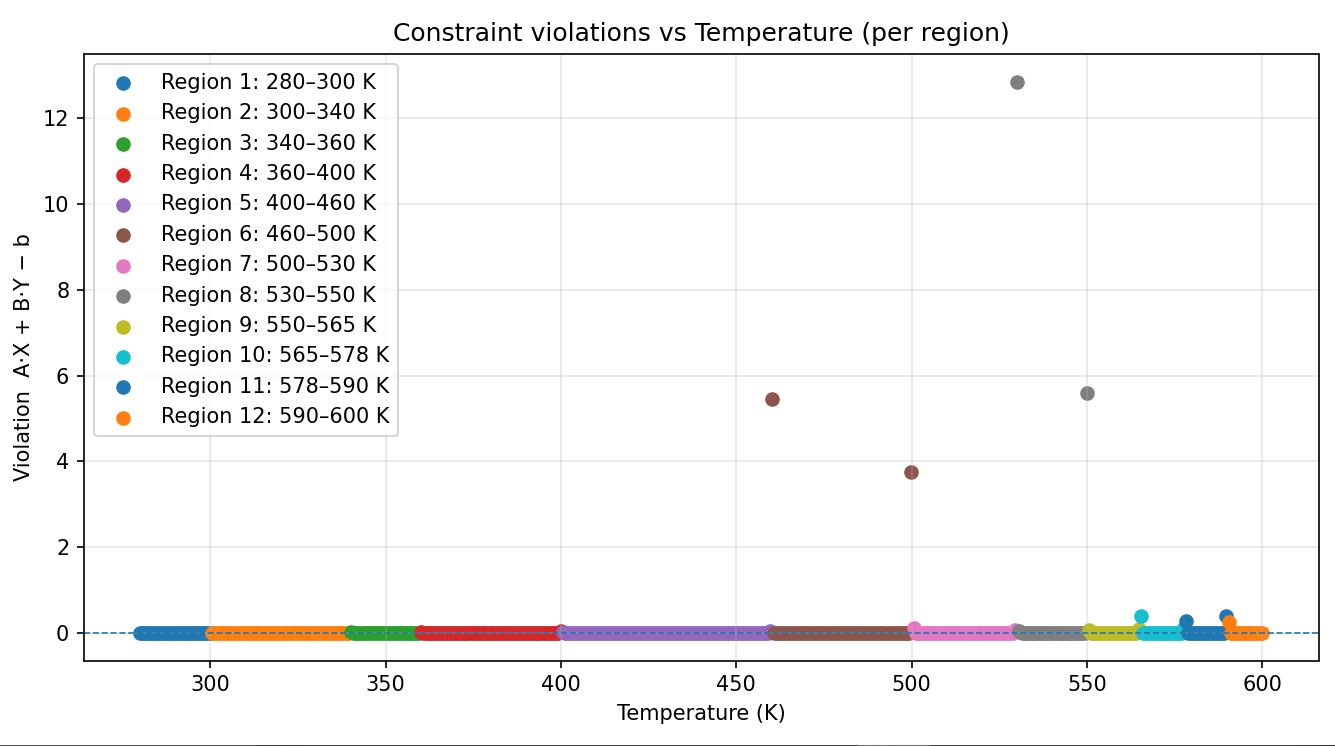 Constraint violations vs Temperature (per region)
Region 1: 280–300 K
Region 2: 300–340 K
Region 3: 340–360 K
Region 4: 360–400 K
Region 5: 400–460 K
Region 6: 460–500 K
Region 7: 500–530 K
Region 8: 530–550 K
Region 9: 550–565 K
Region 10: 565–578 K
Region 11: 578–590 K
Region 12: 590–600 K
Violation A·X + B·Y − b
12
10
8
6
4
2
0
300
350
400
450
500
550
600
Temperature (K)